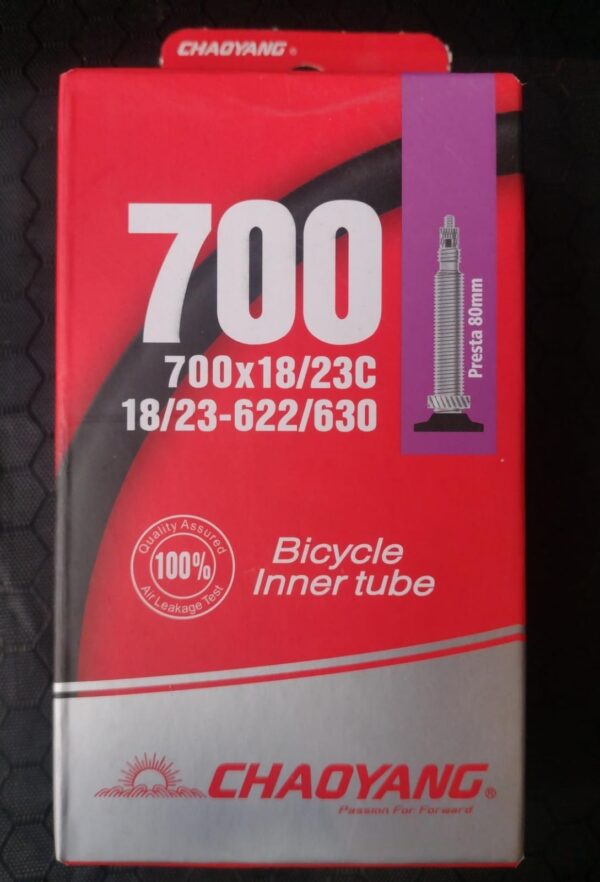 CHAOYANG®
700
700x18/23C
18/23-622/630
Presta 80mm
Quality Assured
100%
Air Leakage Test
Bicycle
Inner tube
CHAOYANG®
Passion For Forward